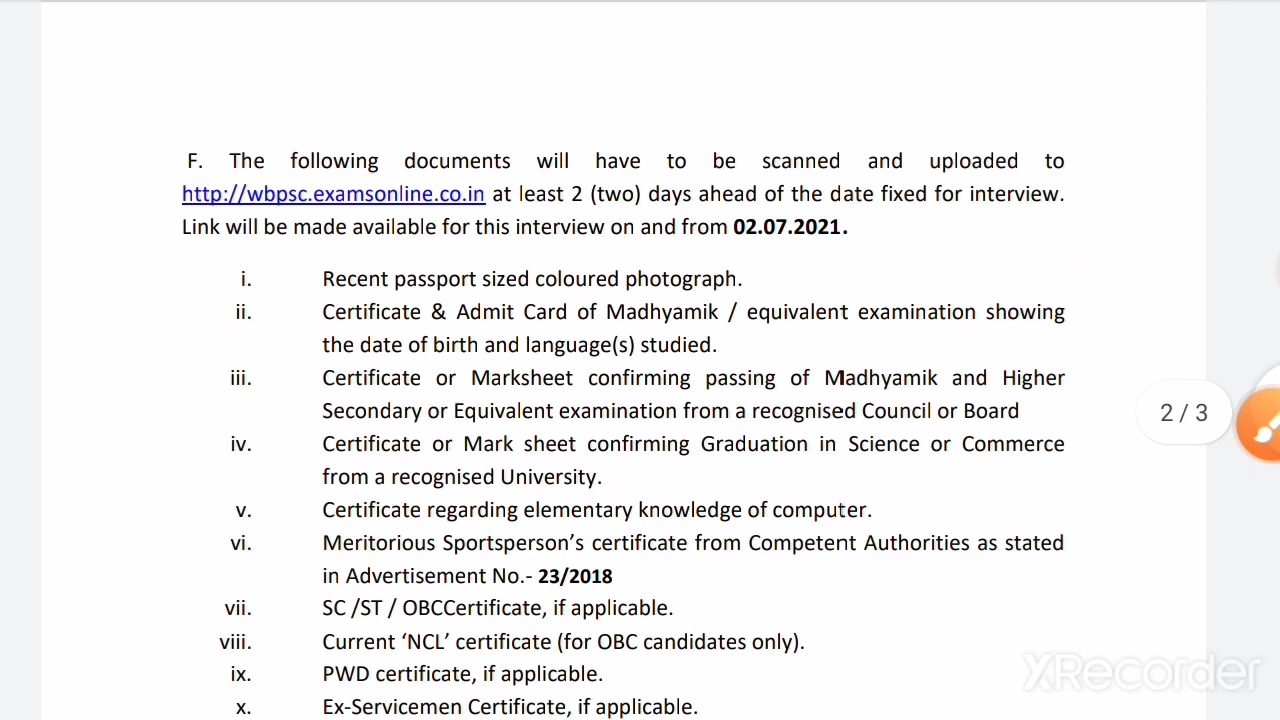 F. The following documents will have to be scanned and uploaded to
http://wbpsc.examsonline.co.in at least 2 (two) days ahead of the date fixed for interview.
Link will be made available for this interview on and from 02.07.2021.
i. Recent passport sized coloured photograph.
ii. Certificate & Admit Card of Madhyamik / equivalent examination showing
the date of birth and language(s) studied.
iii. Certificate or Marksheet confirming passing of Madhyamik and Higher
Secondary or Equivalent examination from a recognised Council or Board
2 / 3
iv. Certificate or Mark sheet confirming Graduation in Science or Commerce
from a recognised University.
v. Certificate regarding elementary knowledge of computer.
vi. Meritorious Sportsperson's certificate from Competent Authorities as stated
in Advertisement No.- 23/2018
vii. SC /ST / OBCCertificate, if applicable.
viii. Current 'NCL' certificate (for OBC candidates only).
ix. PWD certificate, if applicable.
x. Ex-Servicemen Certificate, if applicable.
XRecorder